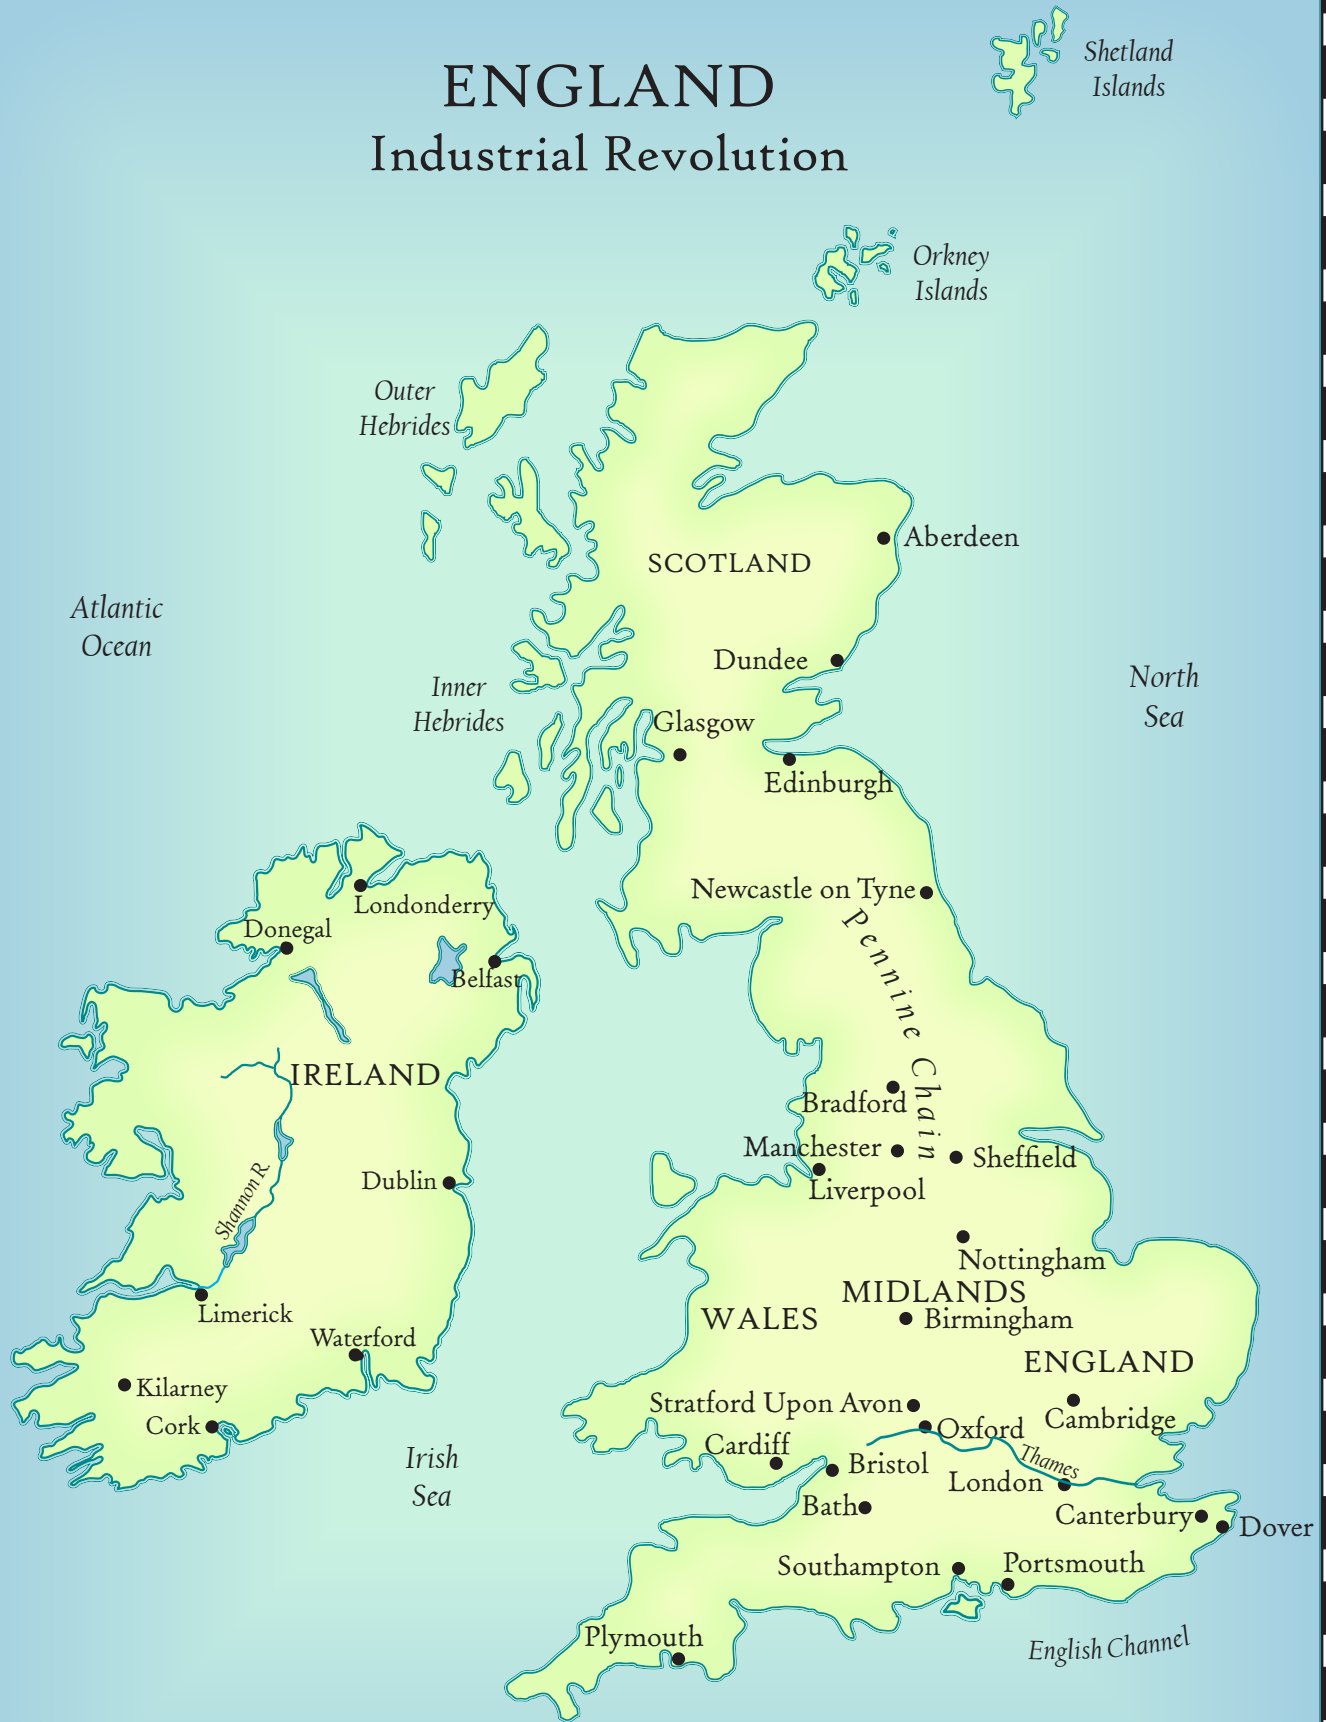 ENGLAND
Industrial Revolution
Shetland
Islands
Orkney
Islands
Outer
Hebrides
SCOTLAND
Aberdeen
Atlantic
Ocean
Dundee
North
Sea
Inner
Hebrides
Glasgow
Edinburgh
Newcastle on Tyne
Londonderry
Donegal
Pennine Chain
Belfast
IRELAND
Bradford
Manchester
Sheffield
Dublin
Liverpool
Shannon R.
Nottingham
MIDLANDS
Limerick
WALES
Birmingham
Waterford
ENGLAND
Kilarney
Stratford Upon Avon
Cambridge
Cork
Oxford
Cardiff
Irish
Sea
Bristol
Thames
London
Bath
Canterbury
Dover
Southampton
Portsmouth
Plymouth
English Channel